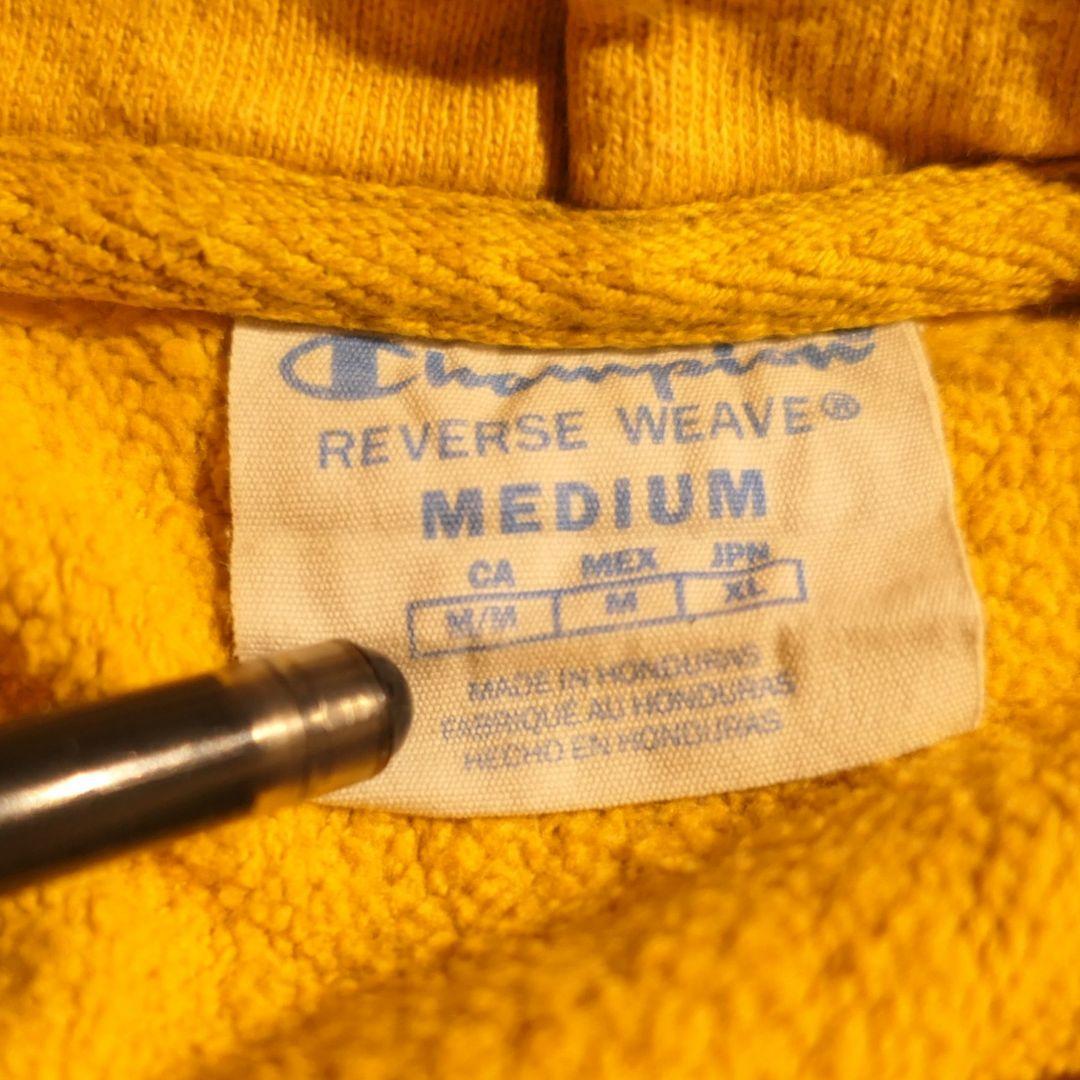 Champion
REVERSE WEAVE®
MEDIUM
CA MEX JPN
M/M M XL
MADE IN HONDURAS
FABRIQUÉ AU HONDURAS
HECHO EN HONDURAS